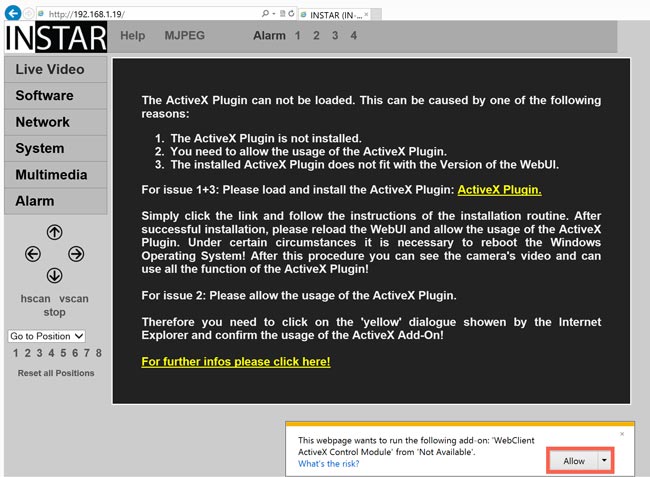 http://192.168.1.19/
INSTAR (IN-...
INSTAR
Help MJPEG Alarm 1 2 3 4
Live Video
Software
Network
System
Multimedia
Alarm
hscan vscan
stop
Go to Position
1 2 3 4 5 6 7 8
Reset all Positions
The ActiveX Plugin can not be loaded. This can be caused by one of the following
reasons:
1. The ActiveX Plugin is not installed.
2. You need to allow the usage of the ActiveX Plugin.
3. The installed ActiveX Plugin does not fit with the Version of the WebUI.
For issue 1+3: Please load and install the ActiveX Plugin: ActiveX Plugin.
Simply click the link and follow the instructions of the installation routine. After
successful installation, please reload the WebUI and allow the usage of the ActiveX
Plugin. Under certain circumstances it is necessary to reboot the Windows
Operating System! After this procedure you can see the camera's video and can
use all the function of the ActiveX Plugin!
For issue 2: Please allow the usage of the ActiveX Plugin.
Therefore you need to click on the 'yellow' dialogue showen by the Internet
Explorer and confirm the usage of the ActiveX Add-On!
For further infos please click here!
This webpage wants to run the following add-on: 'WebClient
ActiveX Control Module' from 'Not Available'.
What's the risk?
Allow